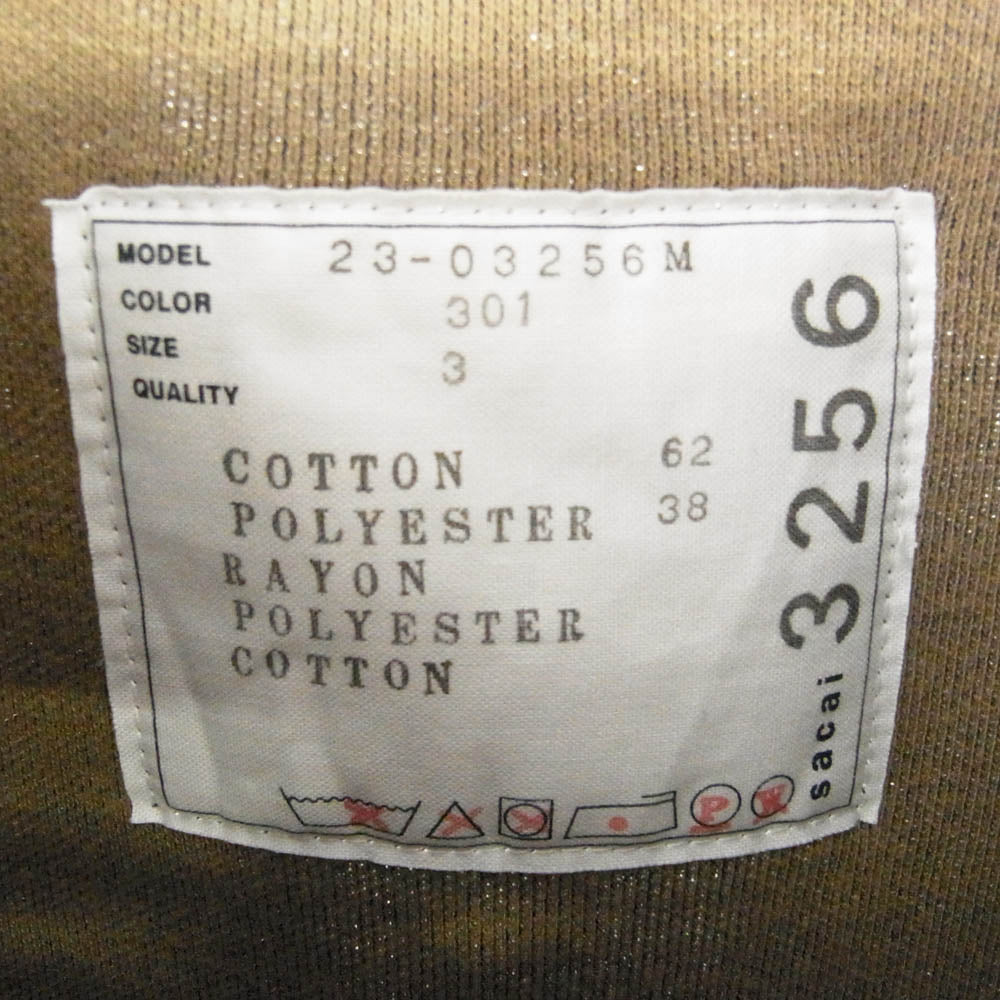 MODEL 23-03256M
COLOR 301
SIZE 3
QUALITY
COTTON 62
POLYESTER 38
RAYON
POLYESTER
COTTON
P W
sacai 3256